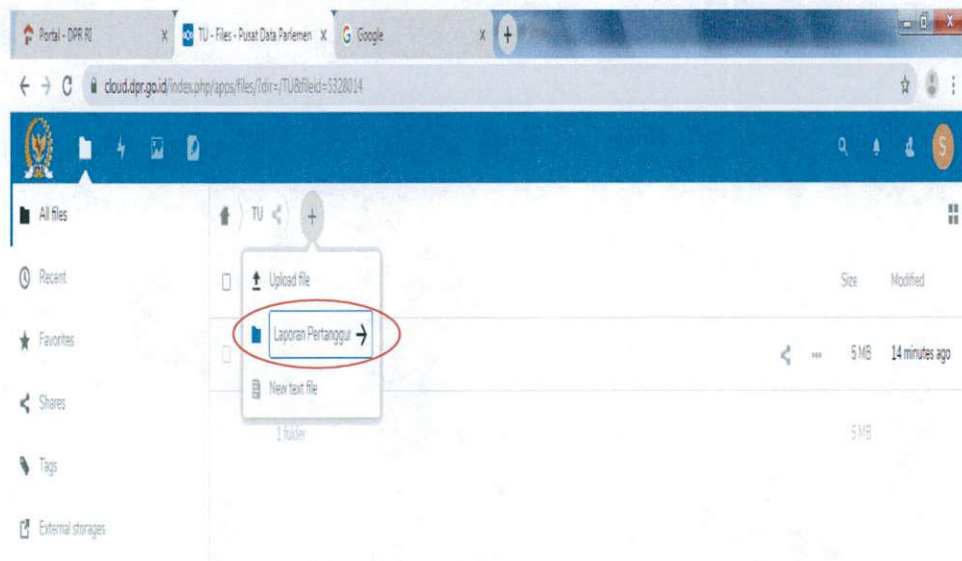 Portal - DPR RI X TU - Files - Pusat Data Parlemen X G Google X +
cloud.dpr.go.id/index.php/apps/files/?dir=/TU&fileid=5328014
S
All files
TU +
Recent
Upload file
Size Modified
Laporan Pertanggur
Favorites
5 MB 14 minutes ago
New text file
Shares
1 folder 5 MB
Tags
External storages